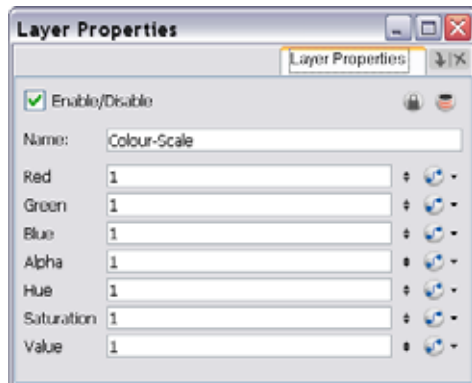 Layer Properties
Layer Properties
Enable/Disable
Name: Colour-Scale
Red 1
Green 1
Blue 1
Alpha 1
Hue 1
Saturation 1
Value 1